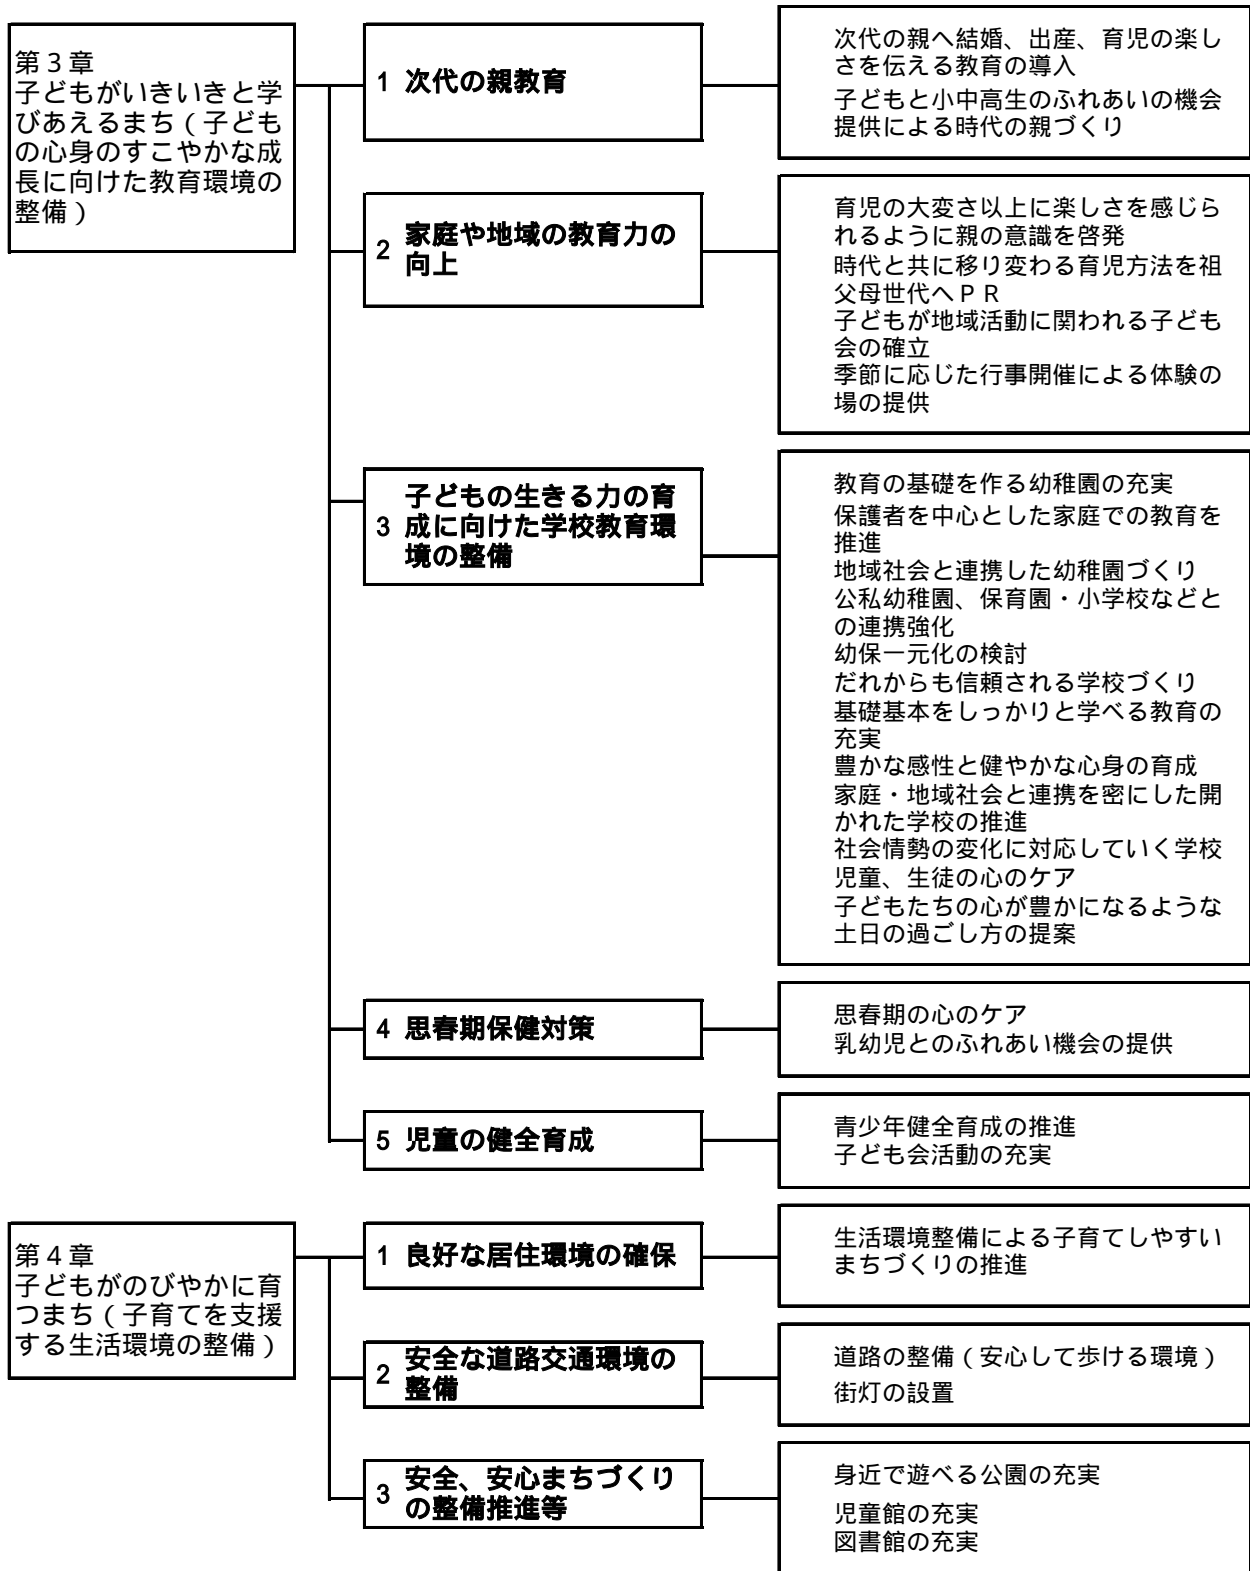 第３章
子どもがいきいきと学
びあえるまち（子ども
の心身のすこやかな成
長に向けた教育環境の
整備）
1 次代の親教育
次代の親へ結婚、出産、育児の楽し
さを伝える教育の導入
子どもと小中高生のふれあいの機会
提供による時代の親づくり
2 家庭や地域の教育力の
向上
育児の大変さ以上に楽しさを感じら
れるように親の意識を啓発
時代と共に移り変わる育児方法を祖
父母世代へＰＲ
子どもが地域活動に関われる子ども
会の確立
季節に応じた行事開催による体験の
場の提供
3 子どもの生きる力の育
成に向けた学校教育環
境の整備
教育の基礎を作る幼稚園の充実
保護者を中心とした家庭での教育を
推進
地域社会と連携した幼稚園づくり
公私幼稚園、保育園・小学校などと
の連携強化
幼保一元化の検討
だれからも信頼される学校づくり
基礎基本をしっかりと学べる教育の
充実
豊かな感性と健やかな心身の育成
家庭・地域社会と連携を密にした開
かれた学校の推進
社会情勢の変化に対応していく学校
児童、生徒の心のケア
子どもたちの心が豊かになるような
土日の過ごし方の提案
4 思春期保健対策
思春期の心のケア
乳幼児とのふれあい機会の提供
5 児童の健全育成
青少年健全育成の推進
子ども会活動の充実
第４章
子どもがのびやかに育
つまち（子育てを支援
する生活環境の整備）
1 良好な居住環境の確保
生活環境整備による子育てしやすい
まちづくりの推進
2 安全な道路交通環境の
整備
道路の整備（安心して歩ける環境）
街灯の設置
3 安全、安心まちづくり
の整備推進等
身近で遊べる公園の充実
児童館の充実
図書館の充実